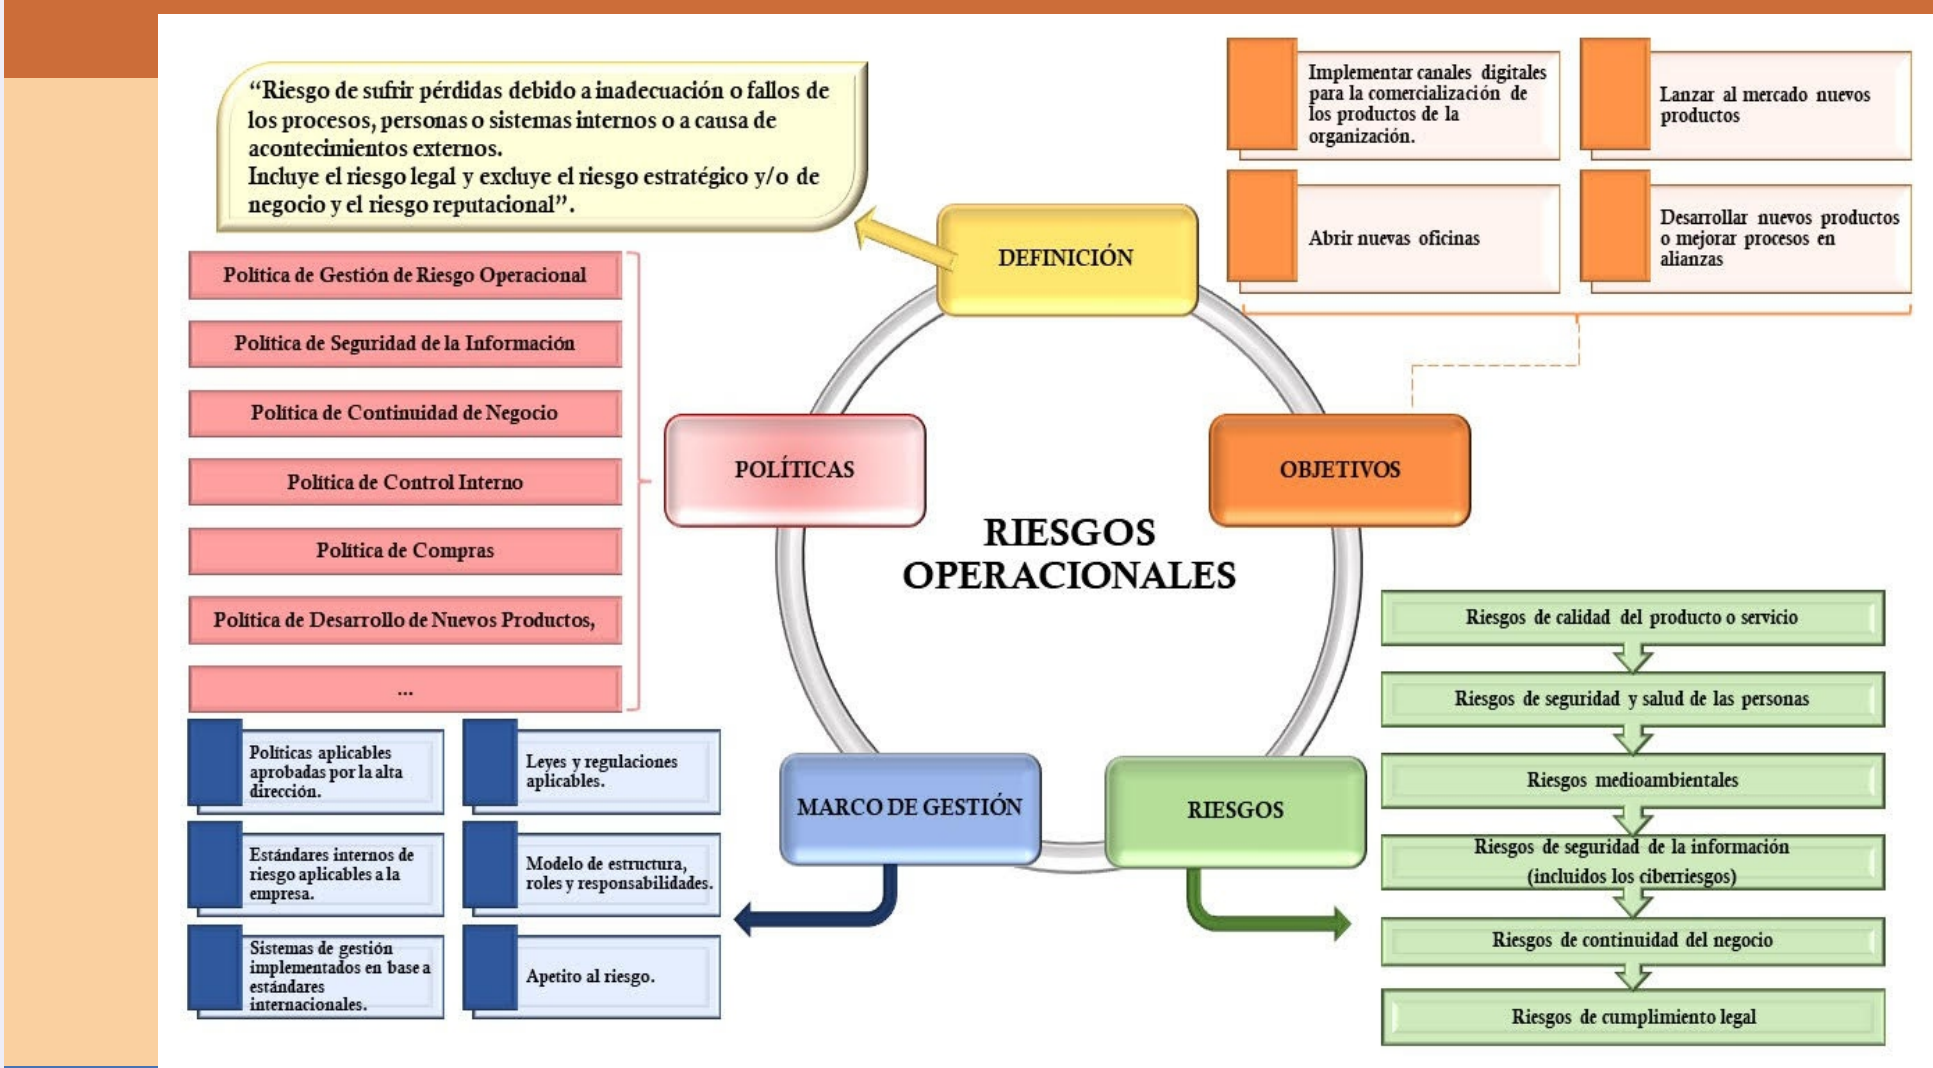 “Riesgo de sufrir pérdidas debido a inadecuación o fallos de
los procesos, personas o sistemas internos o a causa de
acontecimientos externos.
Incluye el riesgo legal y excluye el riesgo estratégico y/o de
negocio y el riesgo reputacional”.
DEFINICIÓN
Implementar canales digitales
para la comercialización de
los productos de la
organización.
Lanzar al mercado nuevos
productos
Abrir nuevas oficinas
Desarrollar nuevos productos
o mejorar procesos en
alianzas
OBJETIVOS
Política de Gestión de Riesgo Operacional
Política de Seguridad de la Información
Política de Continuidad de Negocio
Política de Control Interno
Política de Compras
Política de Desarrollo de Nuevos Productos,
...
POLÍTICAS
RIESGOS
OPERACIONALES
Políticas aplicables
aprobadas por la alta
dirección.
Leyes y regulaciones
aplicables.
Estándares internos de
riesgo aplicables a la
empresa.
Modelo de estructura,
roles y responsabilidades.
Sistemas de gestión
implementados en base a
estándares
internacionales.
Apetito al riesgo.
MARCO DE GESTIÓN
RIESGOS
Riesgos de calidad del producto o servicio
Riesgos de seguridad y salud de las personas
Riesgos medioambientales
Riesgos de seguridad de la información
(incluidos los ciberriesgos)
Riesgos de continuidad del negocio
Riesgos de cumplimiento legal